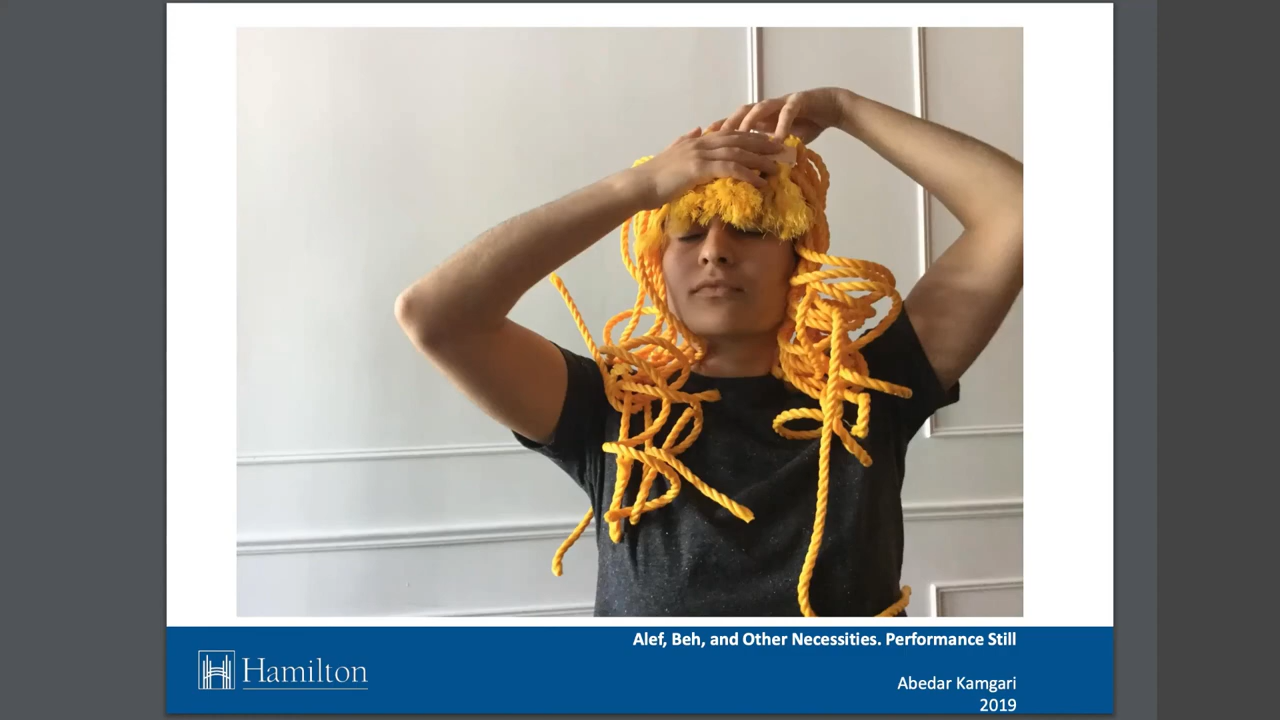 Alef, Beh, and Other Necessities. Performance Still
Hamilton
Abedar Kamgari
2019